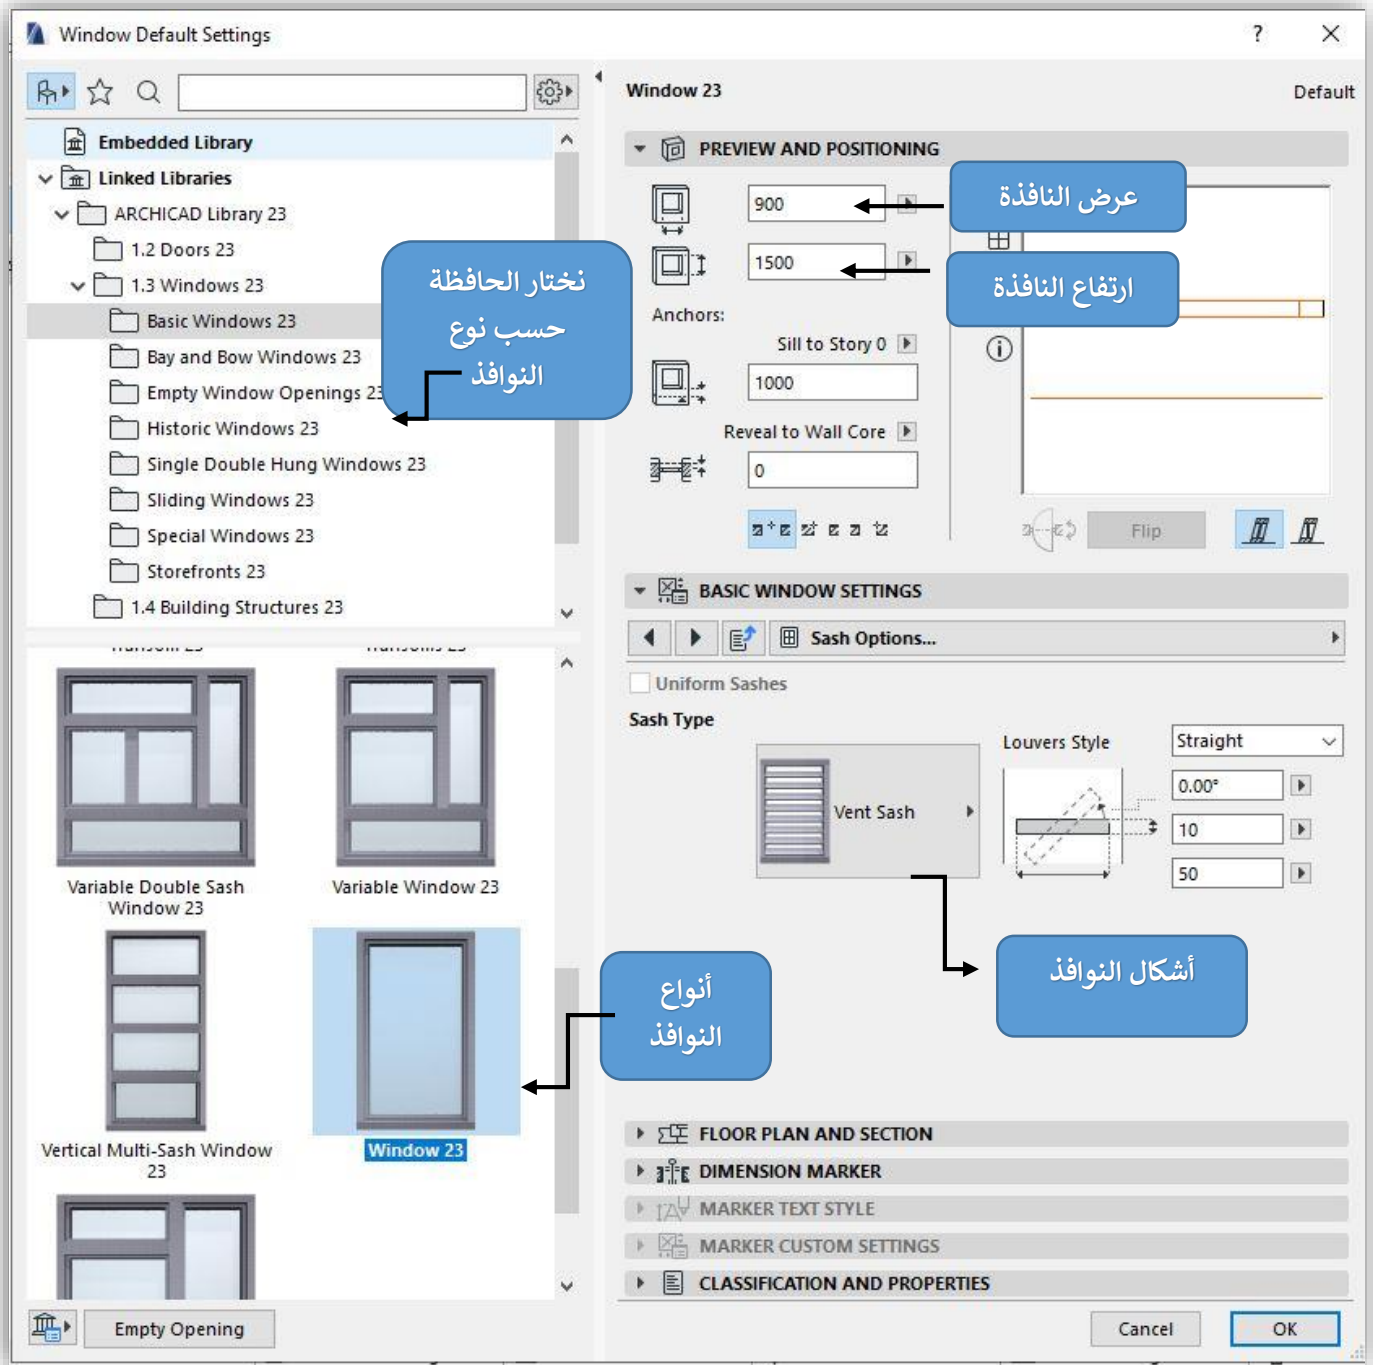 Window Default Settings
?
Window 23
Default
Embedded Library
Linked Libraries
ARCHICAD Library 23
1.2 Doors 23
1.3 Windows 23
Basic Windows 23
Bay and Bow Windows 23
Empty Window Openings 23
Historic Windows 23
Single Double Hung Windows 23
Sliding Windows 23
Special Windows 23
Storefronts 23
1.4 Building Structures 23
نختار الحافظة
حسب نوع
النوافذ
PREVIEW AND POSITIONING
900
عرض النافذة
1500
ارتفاع النافذة
Anchors:
Sill to Story 0
1000
Reveal to Wall Core
0
Flip
BASIC WINDOW SETTINGS
Sash Options...
Uniform Sashes
Sash Type
Vent Sash
Louvers Style
Straight
0.00°
10
50
أشكال النوافذ
Variable Double Sash
Window 23
Variable Window 23
أنواع
النوافذ
Vertical Multi-Sash Window
23
Window 23
FLOOR PLAN AND SECTION
DIMENSION MARKER
MARKER TEXT STYLE
MARKER CUSTOM SETTINGS
CLASSIFICATION AND PROPERTIES
Empty Opening
Cancel
OK